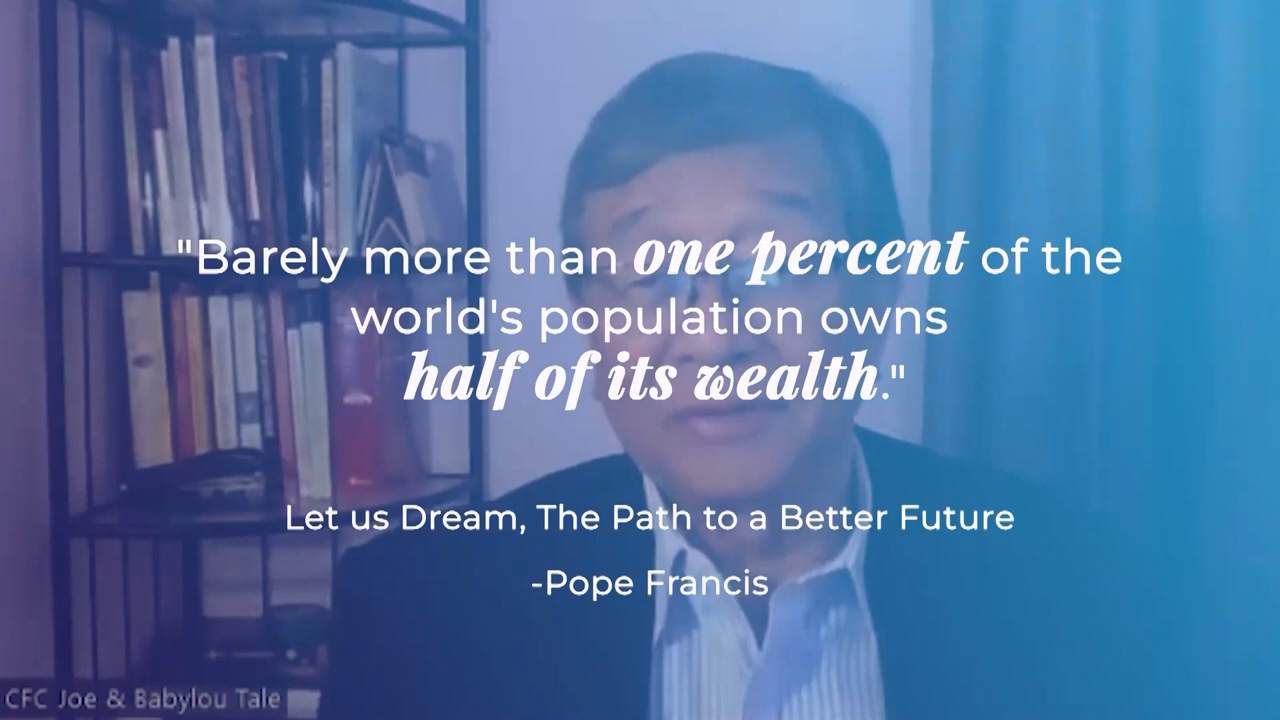 "Barely more than one percent of the
world's population owns
half of its wealth."
Let us Dream, The Path to a Better Future
-Pope Francis
CFC Joe & Babylou Tale